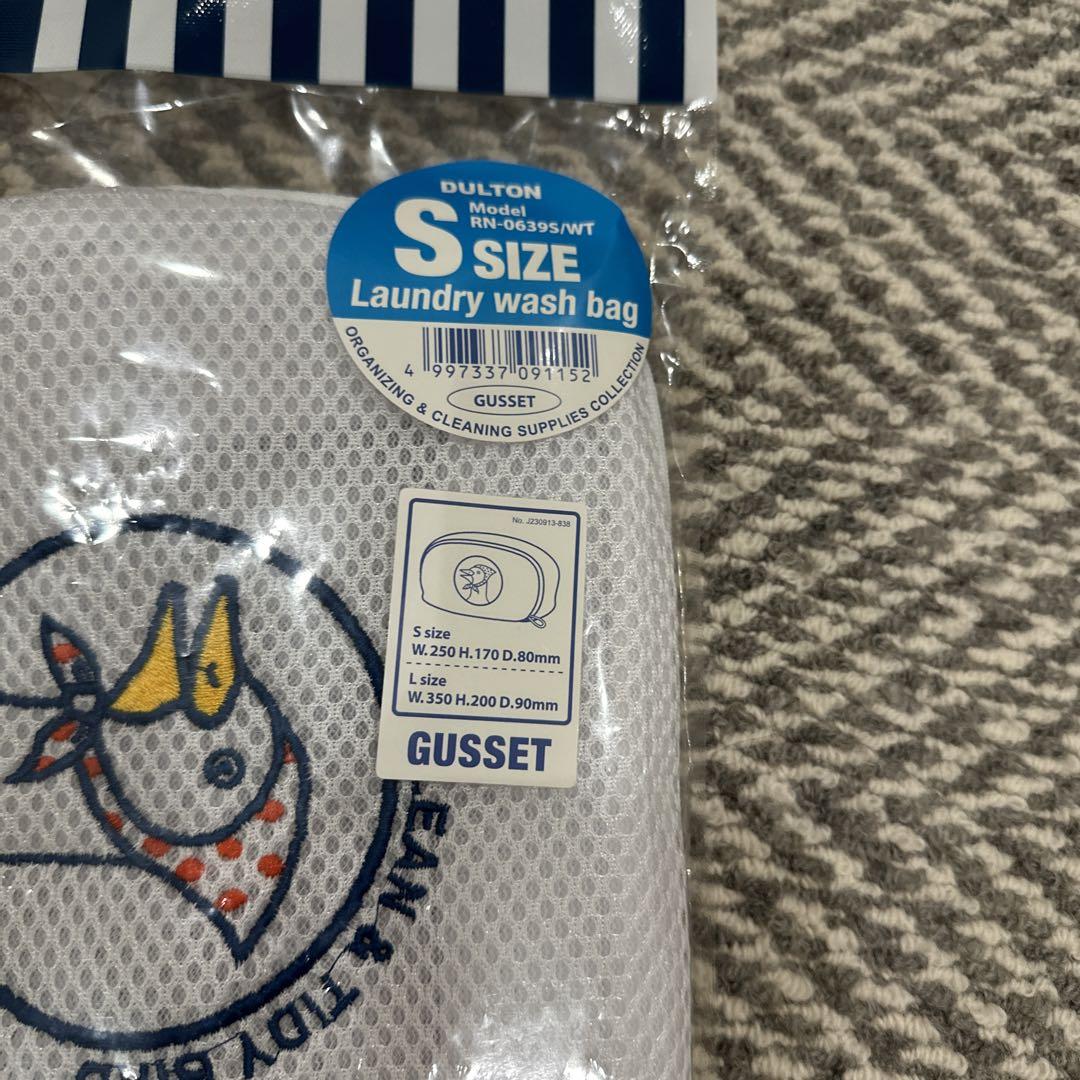 DULTON
Model
RN-0639S/WT
S SIZE
Laundry wash bag
4 997337 091152
GUSSET
ORGANIZING & CLEANING SUPPLIES COLLECTION
No. J230913-838
S size
W.250 H.170 D.80mm
L size
W.350 H.200 D.90mm
GUSSET
LEAN & TIDY BIRD